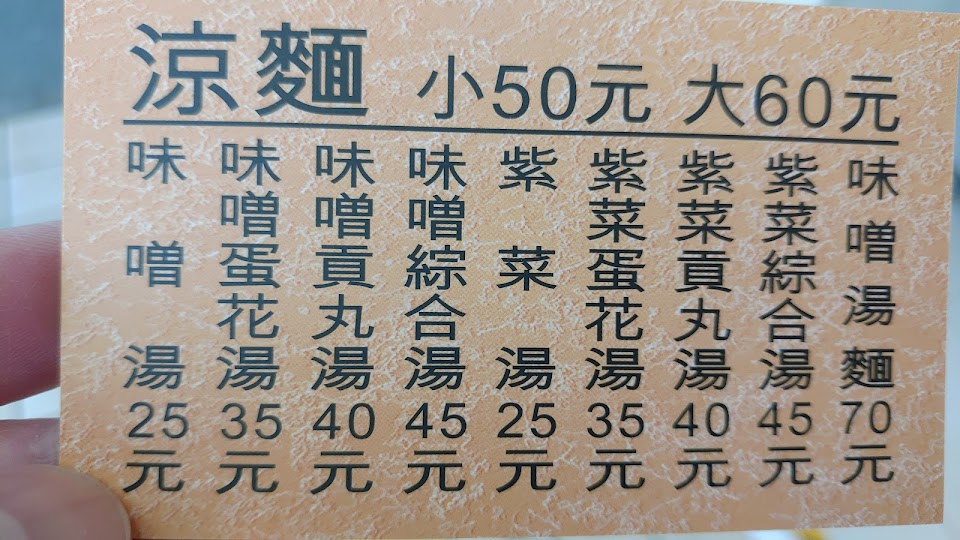 涼麵 小50元 大60元
味噌湯25元
味噌蛋花湯35元
味噌貢丸湯40元
味噌綜合湯45元
紫菜湯25元
紫菜蛋花湯35元
紫菜貢丸湯40元
紫菜綜合湯45元
味噌湯麵70元